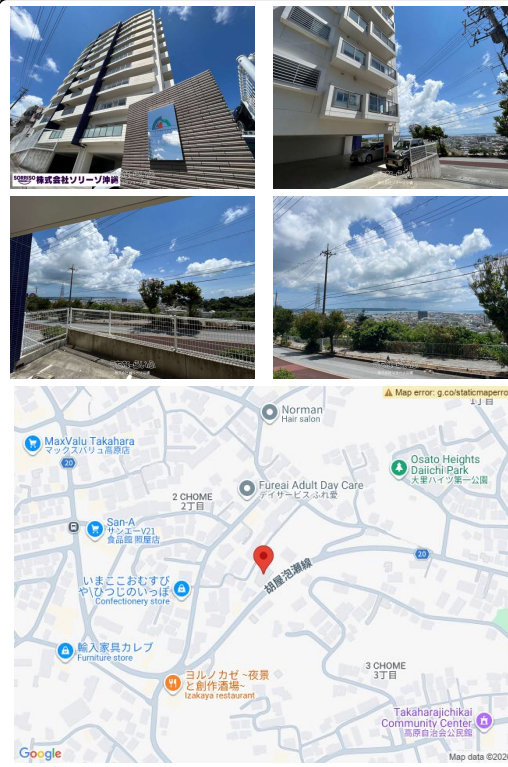 SORRISO 株式会社ソリーゾ沖縄
Map error: g.co/staticmaperro
1丁目
Norman
Hair salon
MaxValu Takahara
マックスバリュ高原店
20
Osato Heights
Daiichi Park
大里ハイツ第一公園
Fureai Adult Day Care
デイサービス ふれ愛
2 CHOME
2丁目
San-A
サンエーV21
食品館 照屋店
20
胡屋泡瀬線
いまここおむすび
や\ひつじのいっぽ
Confectionery store
輸入家具カレブ
Furniture store
ヨルノカゼ ~夜景
と創作酒場~
Izakaya restaurant
3 CHOME
3丁目
Takaharajichikai
Community Center
高原自治会公民館
Google
Map data ©2026